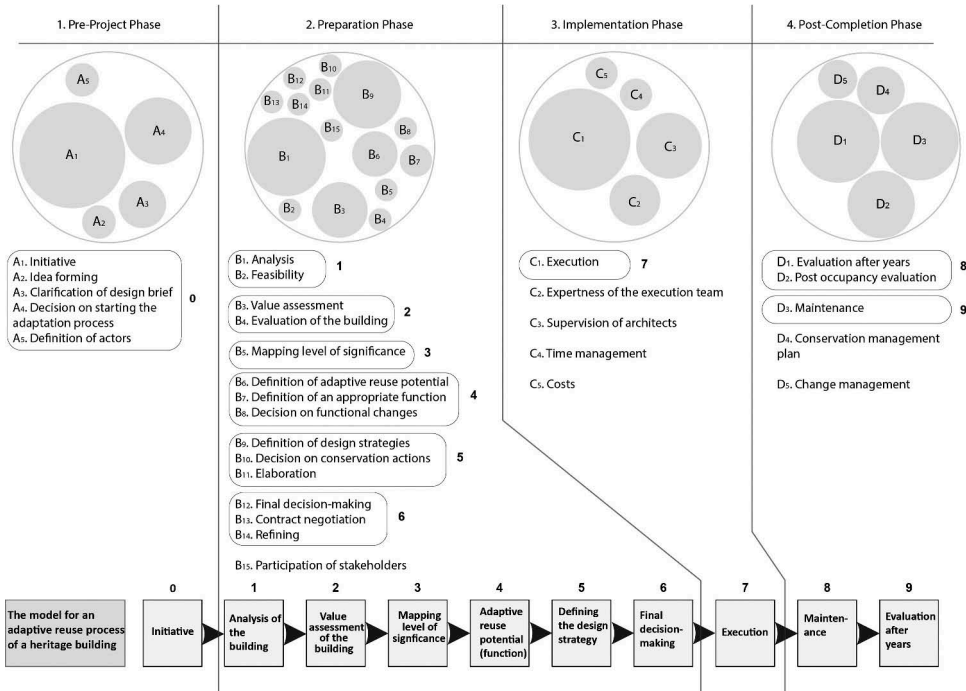 1. Pre-Project Phase
2. Preparation Phase
3. Implementation Phase
4. Post-Completion Phase
A5
A1
A4
A3
A2
B10
B12
B11
B9
B13
B14
B15
B8
B1
B6
B7
B5
B2
B3
B4
C5
C4
C1
C3
C2
D5
D4
D1
D3
D2
A1. Initiative
A2. Idea forming
A3. Clarification of design brief
A4. Decision on starting the
adaptation process
A5. Definition of actors
0
B1. Analysis
B2. Feasibility
1
B3. Value assessment
B4. Evaluation of the building
2
B5. Mapping level of significance
3
B6. Definition of adaptive reuse potential
B7. Definition of an appropriate function
B8. Decision on functional changes
4
B9. Definition of design strategies
B10. Decision on conservation actions
B11. Elaboration
5
B12. Final decision-making
B13. Contract negotiation
B14. Refining
6
B15. Participation of stakeholders
C1. Execution
7
C2. Expertness of the execution team
C3. Supervision of architects
C4. Time management
C5. Costs
D1. Evaluation after years
D2. Post occupancy evaluation
8
D3. Maintenance
9
D4. Conservation management
plan
D5. Change management
0
1
2
3
4
5
6
7
8
9
The model for an
adaptive reuse process
of a heritage building
Initiative
Analysis of
the
building
Value
assessment
of the
building
Mapping
level of
signficance
Adaptive
reuse
potential
(function)
Defining
the design
strategy
Final
decision-
making
Execution
Mainten-
ance
Evaluation
after
years